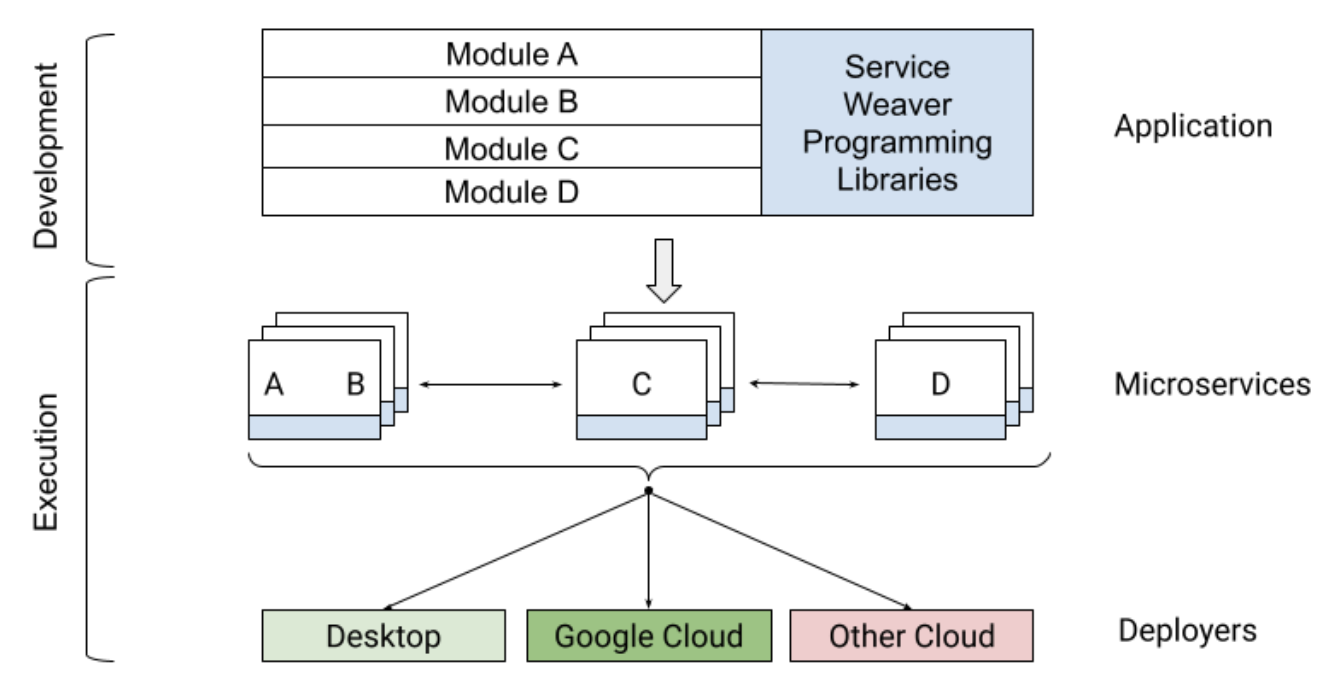 Development
Module A
Module B
Module C
Module D
Service
Weaver
Programming
Libraries
Application
Execution
A B
C
D
Microservices
Desktop
Google Cloud
Other Cloud
Deployers